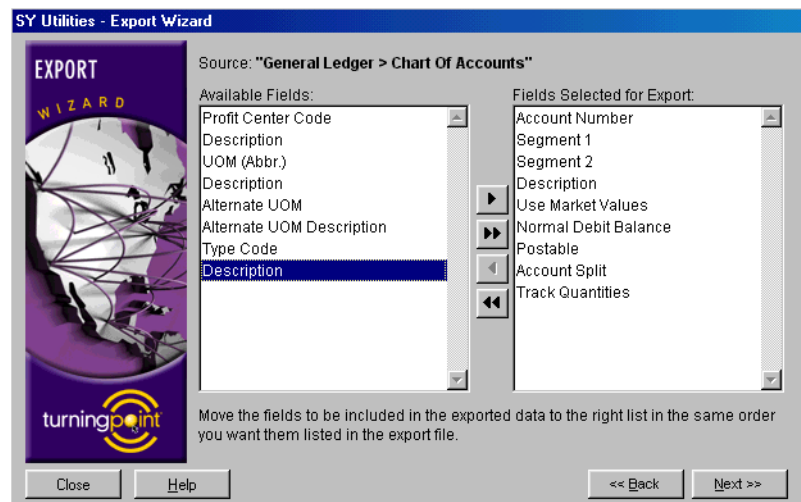 SY Utilities - Export Wizard
EXPORT
WIZARD
Source: "General Ledger > Chart Of Accounts"
Available Fields:
Profit Center Code
Description
UOM (Abbr.)
Description
Alternate UOM
Alternate UOM Description
Type Code
Description
Fields Selected for Export:
Account Number
Segment 1
Segment 2
Description
Use Market Values
Normal Debit Balance
Postable
Account Split
Track Quantities
turningpoint
Move the fields to be included in the exported data to the right list in the same order
you want them listed in the export file.
Close
Help
<< Back
Next >>